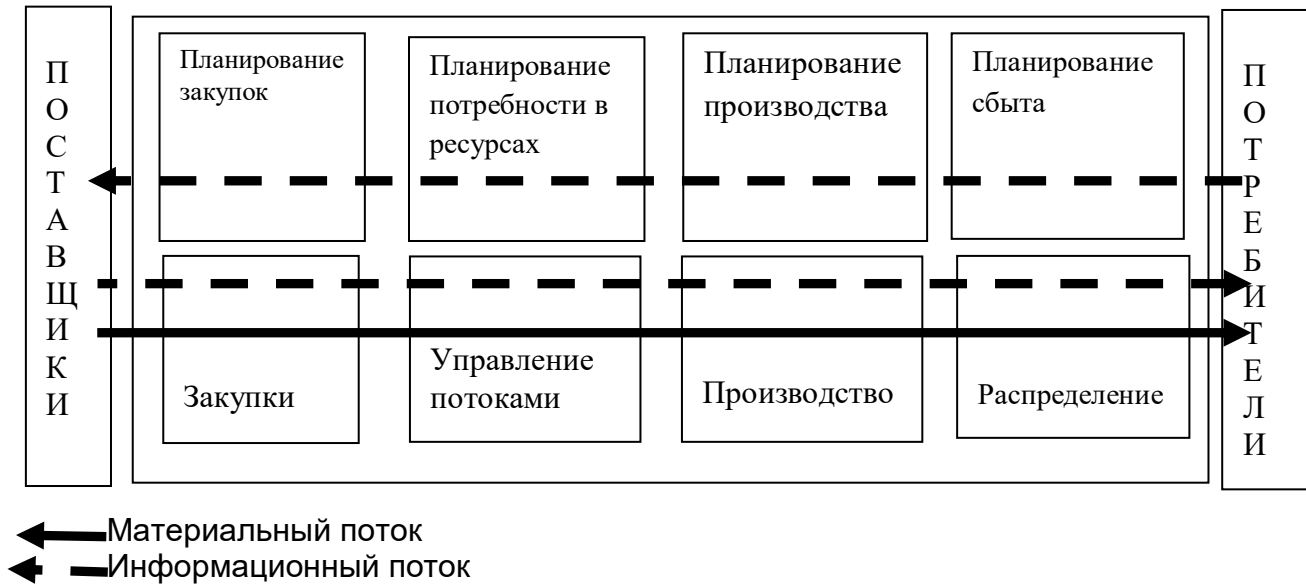 ПОСТАВЩИКИ
Планирование
закупок
Планирование
потребности в
ресурсах
Планирование
производства
Планирование
сбыта
ПОТРЕБИТЕЛИ
Закупки
Управление
потоками
Производство
Распределение
Материальный поток
Информационный поток